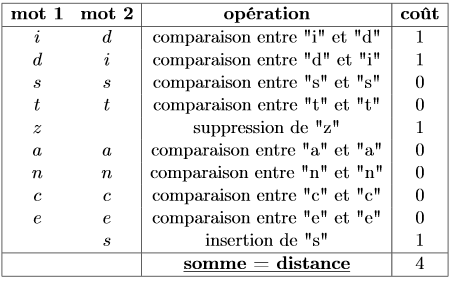 mot 1 mot 2 opération coût
i d comparaison entre "i" et "d" 1
d i comparaison entre "d" et "i" 1
s s comparaison entre "s" et "s" 0
t t comparaison entre "t" et "t" 0
z suppression de "z" 1
a a comparaison entre "a" et "a" 0
n n comparaison entre "n" et "n" 0
c c comparaison entre "c" et "c" 0
e e comparaison entre "e" et "e" 0
s insertion de "s" 1
somme = distance 4